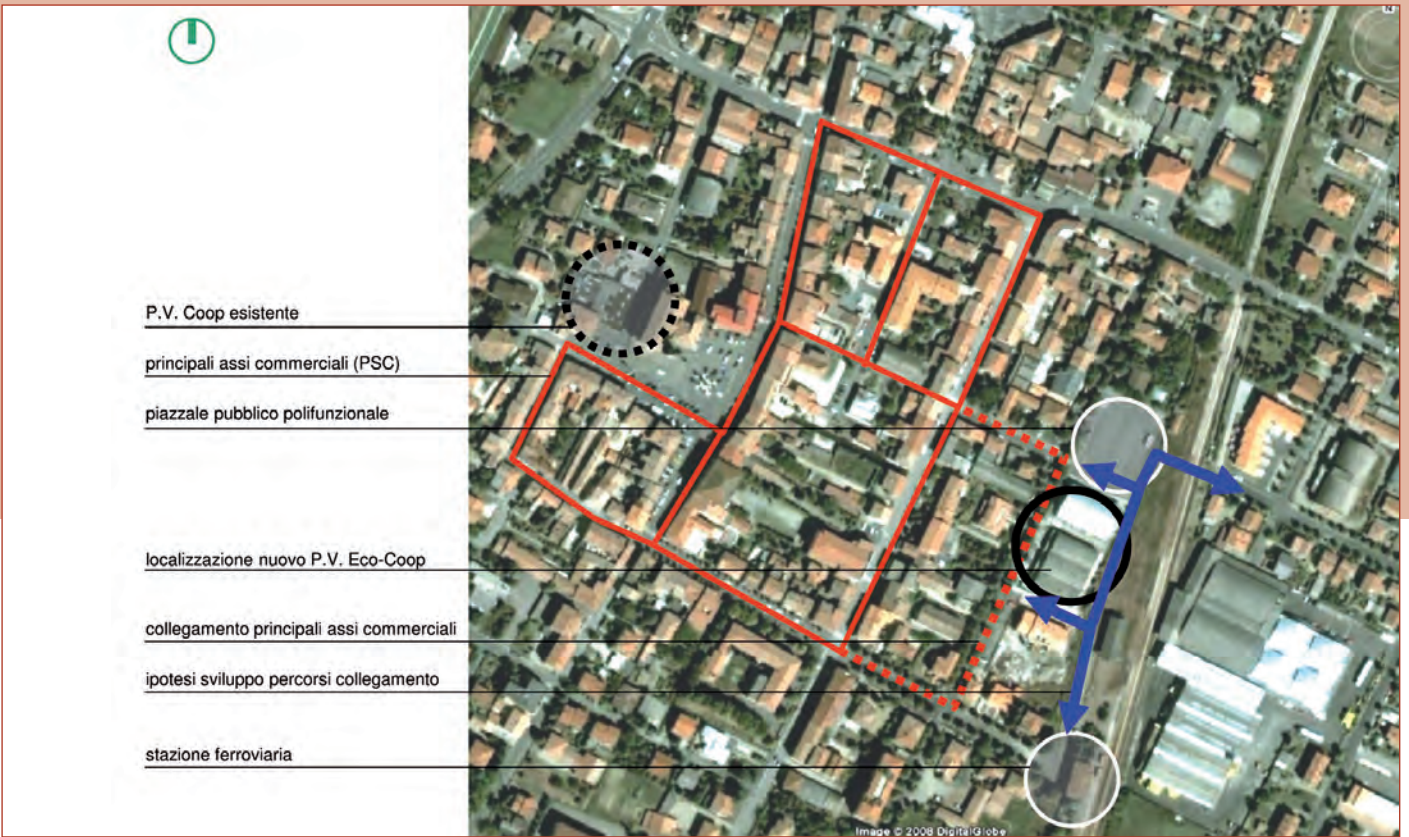 N
P.V. Coop esistente
principali assi commerciali (PSC)
piazzale pubblico polifunzionale
localizzazione nuovo P.V. Eco-Coop
collegamento principali assi commerciali
ipotesi sviluppo percorsi collegamento
stazione ferroviaria
Image © 2008 DigitalGlobe